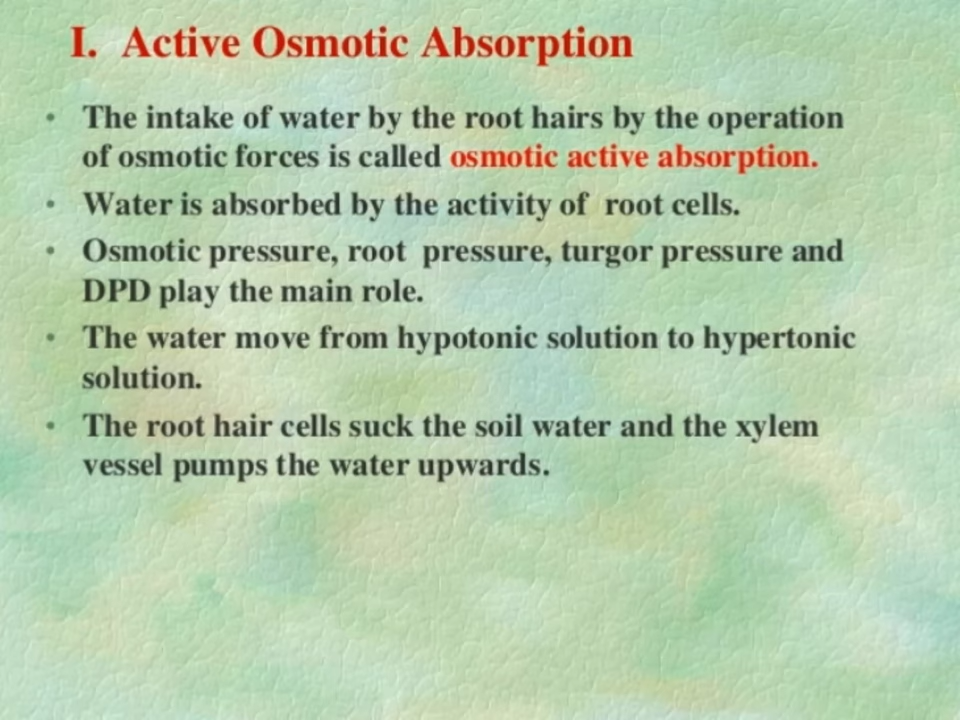 I. Active Osmotic Absorption
• The intake of water by the root hairs by the operation
of osmotic forces is called osmotic active absorption.
• Water is absorbed by the activity of root cells.
• Osmotic pressure, root pressure, turgor pressure and
DPD play the main role.
• The water move from hypotonic solution to hypertonic
solution.
• The root hair cells suck the soil water and the xylem
vessel pumps the water upwards.